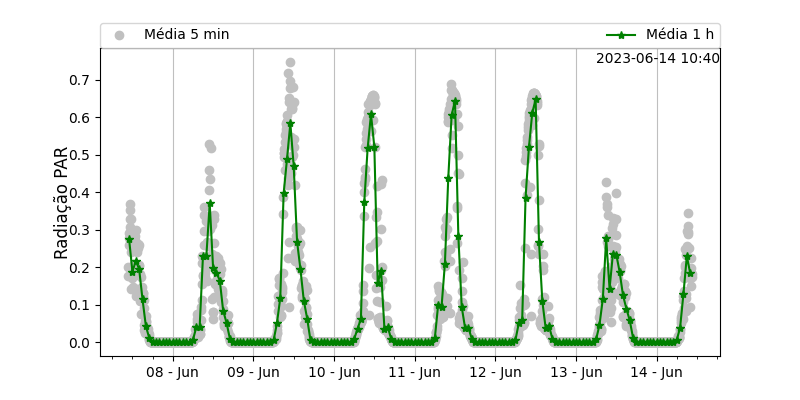 Média 5 min
Média 1 h
2023-06-14 10:40
Radiação PAR
0.7
0.6
0.5
0.4
0.3
0.2
0.1
0.0
08 - Jun
09 - Jun
10 - Jun
11 - Jun
12 - Jun
13 - Jun
14 - Jun